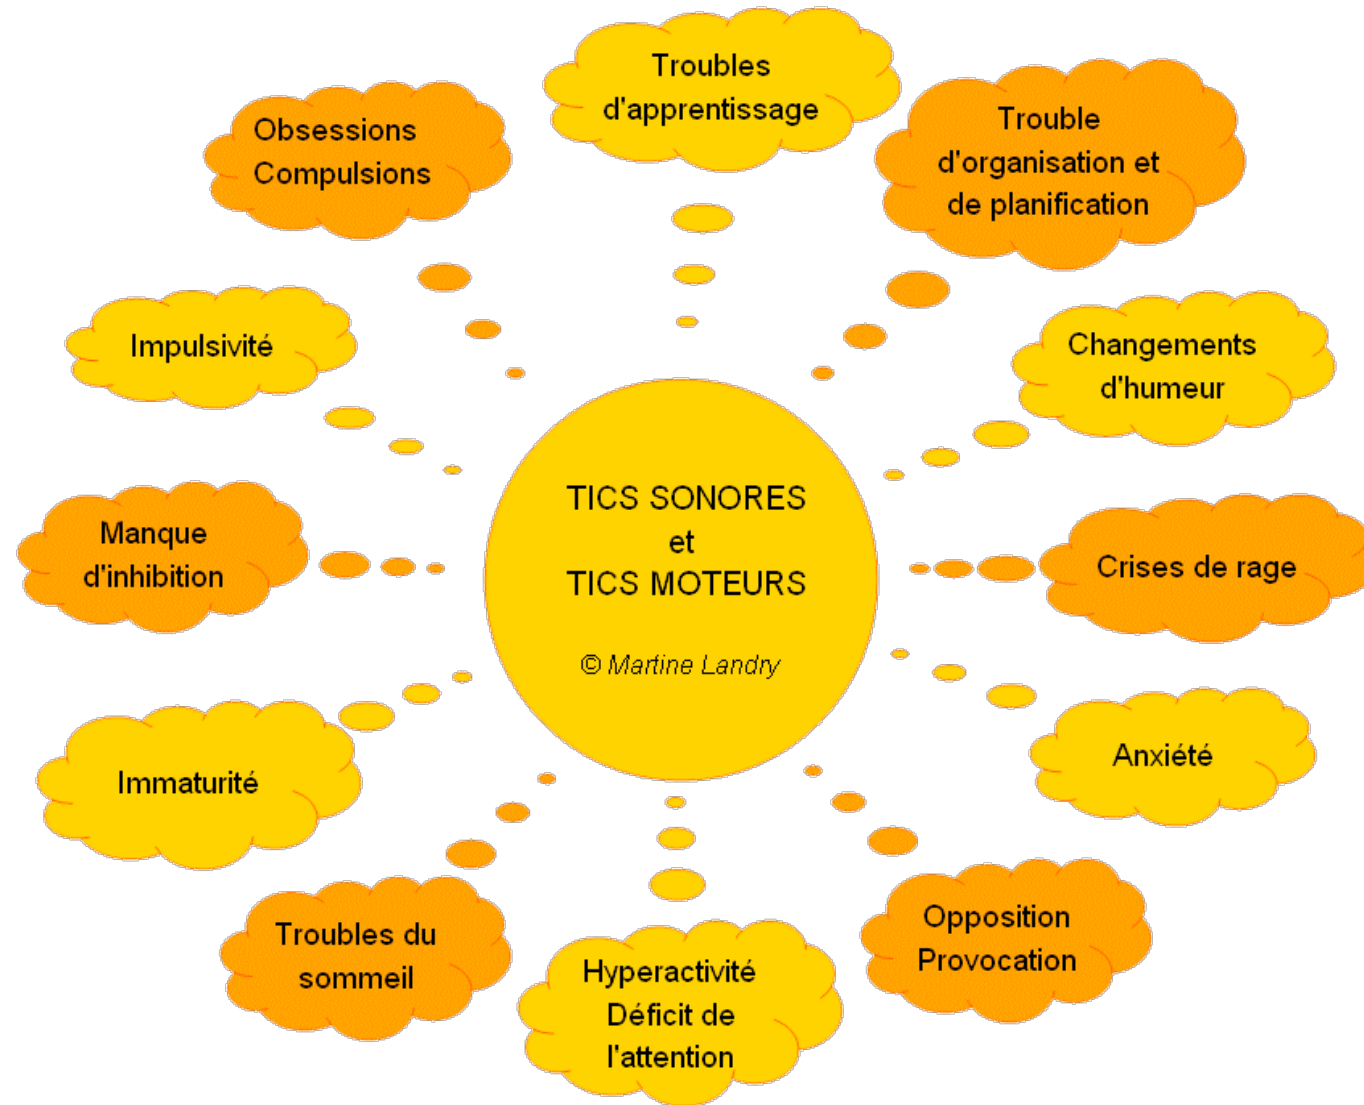 Troubles
d'apprentissage
Trouble
d'organisation et
de planification
Obsessions
Compulsions
Changements
d'humeur
Impulsivité
TICS SONORES
et
TICS MOTEURS
© Martine Landry
Manque
d'inhibition
Crises de rage
Immaturité
Anxiété
Troubles du
sommeil
Opposition
Provocation
Hyperactivité
Déficit de
l'attention